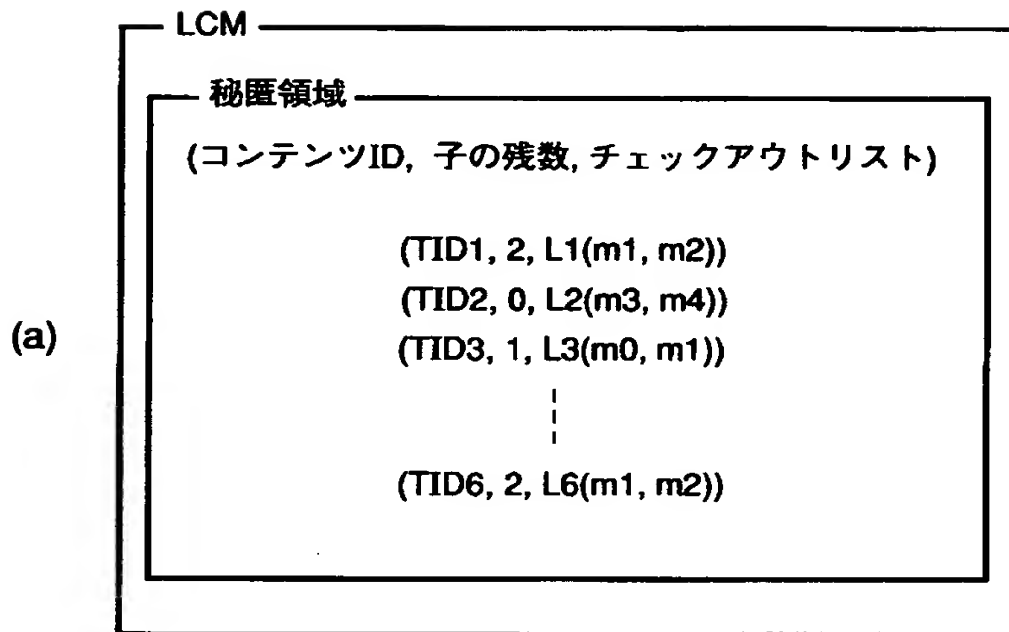 LCM
秘匿領域
(コンテンツID, 子の残数, チェックアウトリスト)
(TID1, 2, L1(m1, m2))
(TID2, 0, L2(m3, m4))
(a)
(TID3, 1, L3(m0, m1))
(TID6, 2, L6(m1, m2))